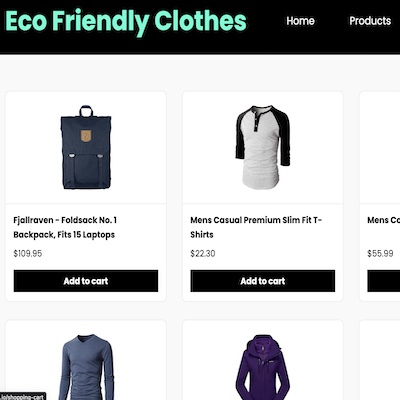 Eco Friendly Clothes
Home Products
Fjallraven - Foldsack No. 1
Backpack, Fits 15 Laptops
$109.95
Add to cart
Mens Casual Premium Slim Fit T-
Shirts
$22.30
Add to cart
Mens Co
$55.99
.io/shopping-cart